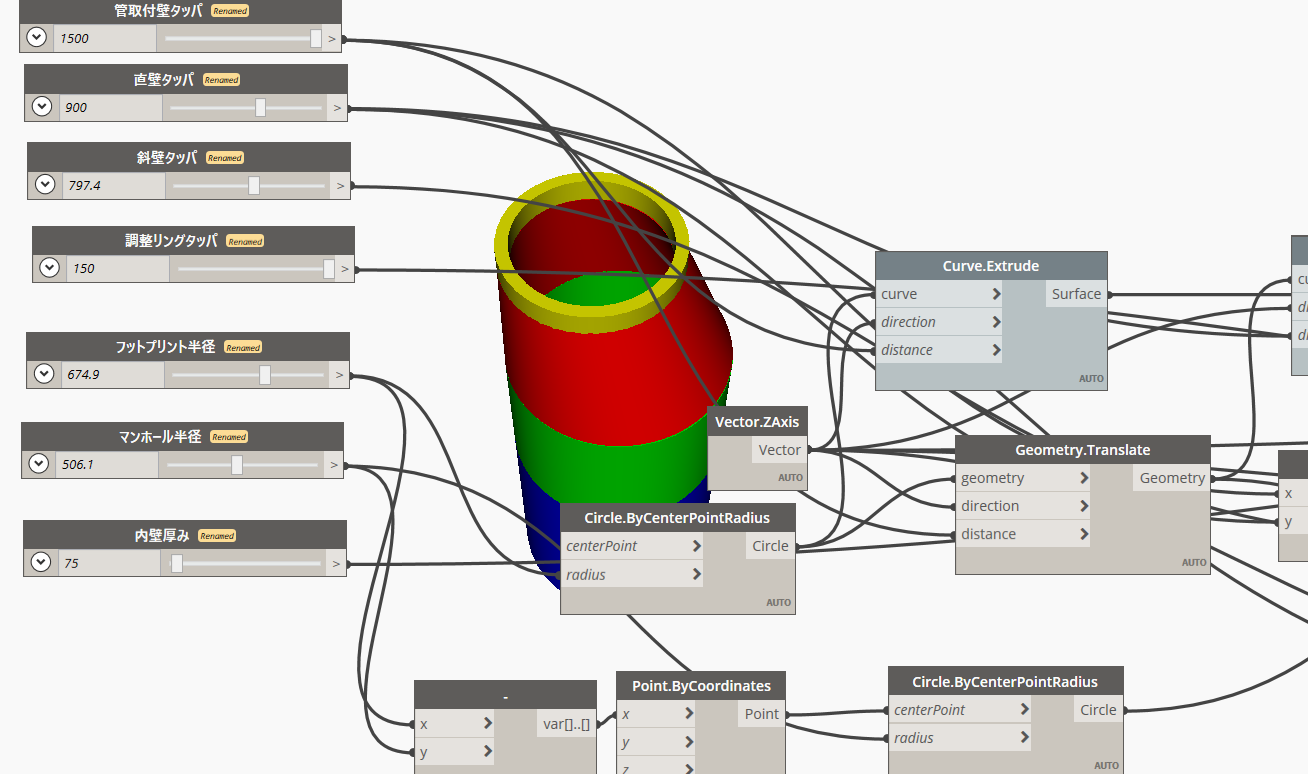 管取付壁タッパ Renamed
1500 >
直壁タッパ Renamed
900 >
斜壁タッパ Renamed
797.4 >
調整リングタッパ Renamed
150 >
フットプリント半径 Renamed
674.9 >
マンホール半径 Renamed
506.1 >
内壁厚み Renamed
75 >
Curve.Extrude
curve > Surface
direction >
distance >
AUTO
Vector.ZAxis
Vector
AUTO
Geometry.Translate
geometry > Geometry
direction >
distance >
AUTO
Circle.ByCenterPointRadius
centerPoint > Circle
radius >
AUTO
-
x > var[]..[]
y >
Point.ByCoordinates
x > Point
y >
z >
Circle.ByCenterPointRadius
centerPoint > Circle
radius >
AUTO
cu
di
di
x
y